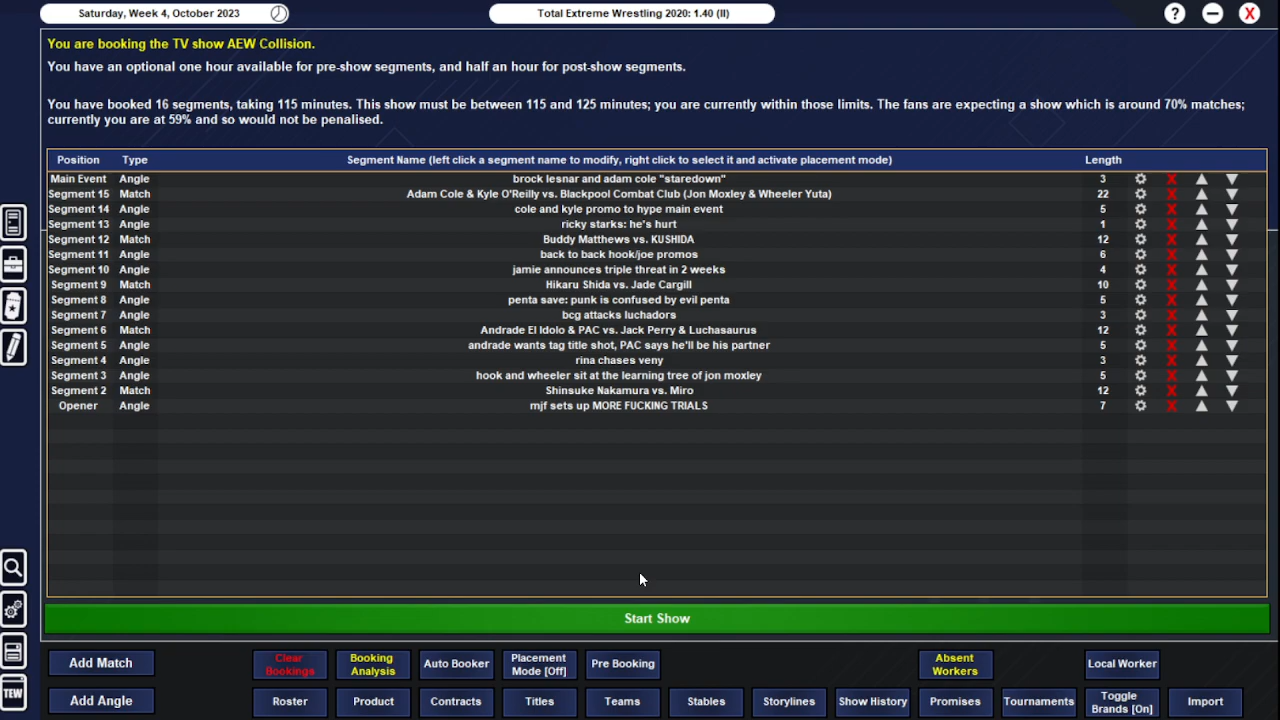 Saturday, Week 4, October 2023
Total Extreme Wrestling 2020: 1.40 (II)
? − X
You are booking the TV show AEW Collision.
You have an optional one hour available for pre-show segments, and half an hour for post-show segments.
You have booked 16 segments, taking 115 minutes. This show must be between 115 and 125 minutes; you are currently within those limits. The fans are expecting a show which is around 70% matches;
currently you are at 59% and so would not be penalised.
Position Type Segment Name (left click a segment name to modify, right click to select it and activate placement mode) Length
Main Event Angle brock lesnar and adam cole "staredown" 3 X
Segment 15 Match Adam Cole & Kyle O'Reilly vs. Blackpool Combat Club (Jon Moxley & Wheeler Yuta) 22 X
Segment 14 Angle cole and kyle promo to hype main event 5 X
Segment 13 Angle ricky starks: he's hurt 1 X
Segment 12 Match Buddy Matthews vs. KUSHIDA 12 X
Segment 11 Angle back to back hook/joe promos 6 X
Segment 10 Angle jamie announces triple threat in 2 weeks 4 X
Segment 9 Match Hikaru Shida vs. Jade Cargill 10 X
Segment 8 Angle penta save: punk is confused by evil penta 5 X
Segment 7 Angle bcg attacks luchadors 3 X
Segment 6 Match Andrade El Idolo & PAC vs. Jack Perry & Luchasaurus 12 X
Segment 5 Angle andrade wants tag title shot, PAC says he'll be his partner 5 X
Segment 4 Angle rina chases veny 3 X
Segment 3 Angle hook and wheeler sit at the learning tree of jon moxley 5 X
Segment 2 Match Shinsuke Nakamura vs. Miro 12 X
Opener Angle mjf sets up MORE FUCKING TRIALS 7 X
Start Show
Add Match
Clear
Bookings
Booking
Analysis
Auto Booker
Placement
Mode [Off]
Pre Booking
Absent
Workers
Local Worker
TEW
Add Angle
Roster
Product
Contracts
Titles
Teams
Stables
Storylines
Show History
Promises
Tournaments
Toggle
Brands [On]
Import